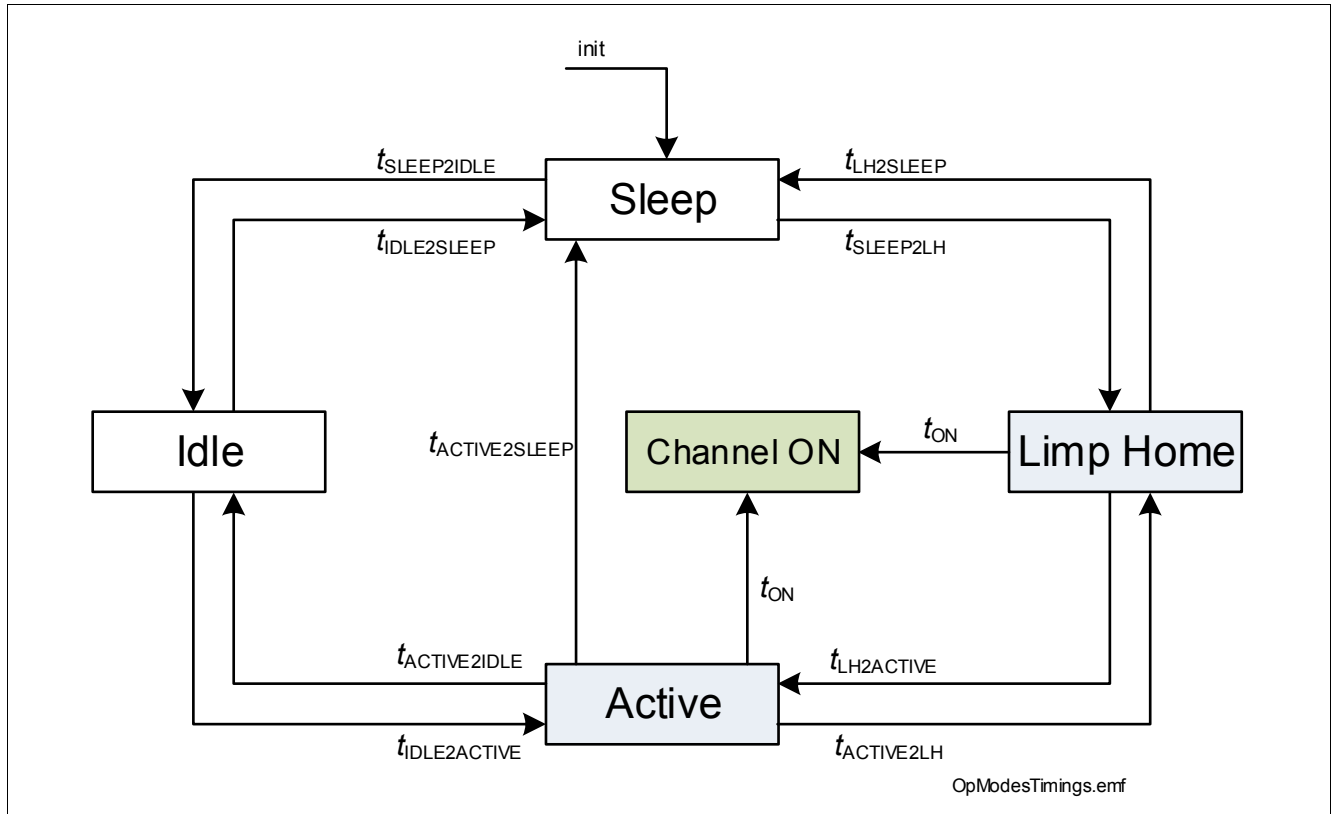 init
tSLEEP2IDLE
tLH2SLEEP
Sleep
tIDLE2SLEEP
tSLEEP2LH
Idle
tACTIVE2SLEEP
Channel ON
tON
Limp Home
tON
tACTIVE2IDLE
tLH2ACTIVE
Active
tIDLE2ACTIVE
tACTIVE2LH
OpModesTimings.emf